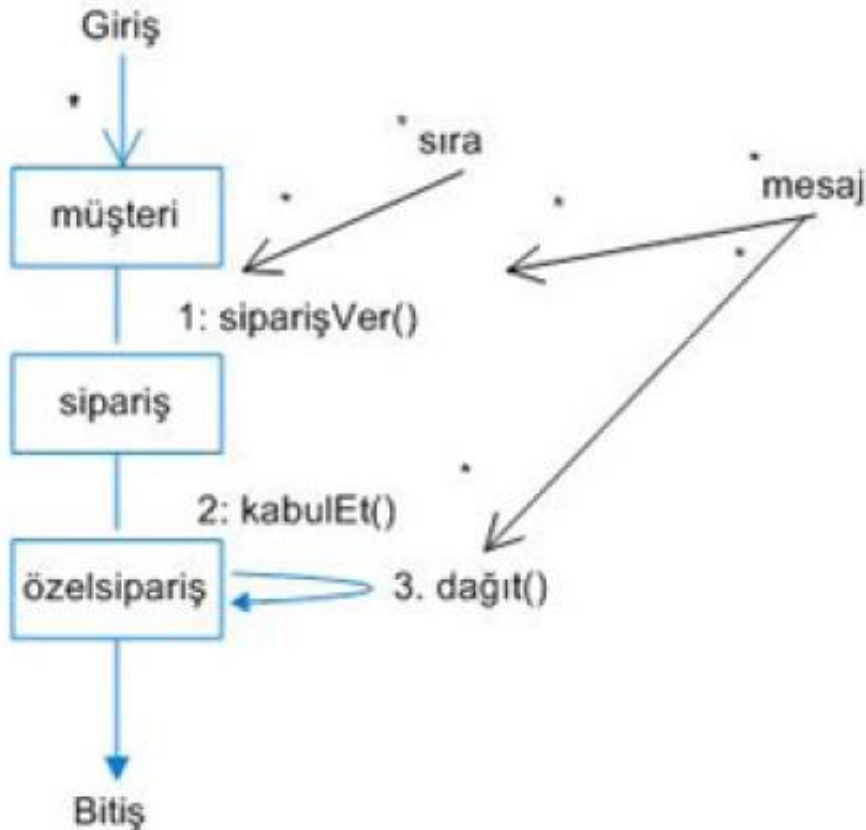 Giriş
sıra
mesaj
müşteri
1: siparişVer()
sipariş
2: kabulEt()
özelsipariş
3. dağıt()
Bitiş